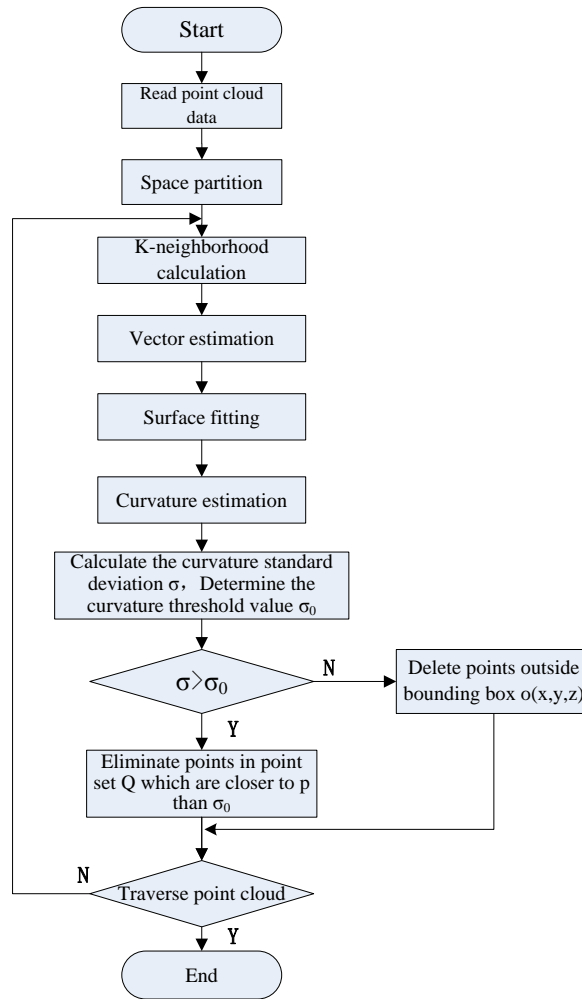 Start
Read point cloud
data
Space partition
K-neighborhood
calculation
Vector estimation
Surface fitting
Curvature estimation
Calculate the curvature standard
deviation σ，Determine the
curvature threshold value σ₀
σ>σ₀
N
Delete points outside
bounding box o(x,y,z)
Y
Eliminate points in point
set Q which are closer to p
than σ₀
N
Traverse point cloud
Y
End